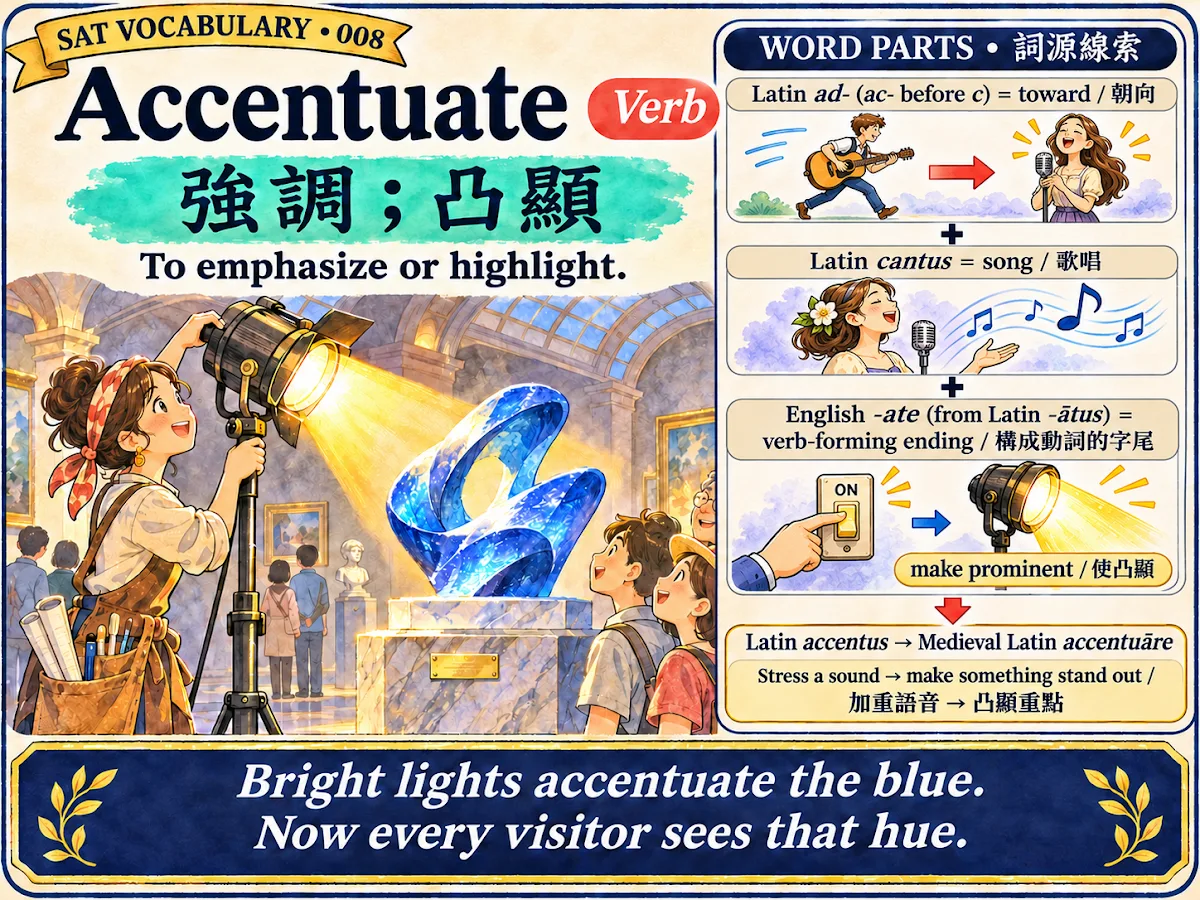 SAT VOCABULARY • 008
Accentuate
Verb
強調；凸顯
To emphasize or highlight.
WORD PARTS • 詞源線索
Latin ad- (ac- before c) = toward / 朝向
+
Latin cantus = song / 歌唱
+
English -ate (from Latin -ātus) =
verb-forming ending / 構成動詞的字尾
ON
make prominent / 使凸顯
Latin accentus → Medieval Latin accentuāre
Stress a sound → make something stand out /
加重語音 → 凸顯重點
Bright lights accentuate the blue.
Now every visitor sees that hue.